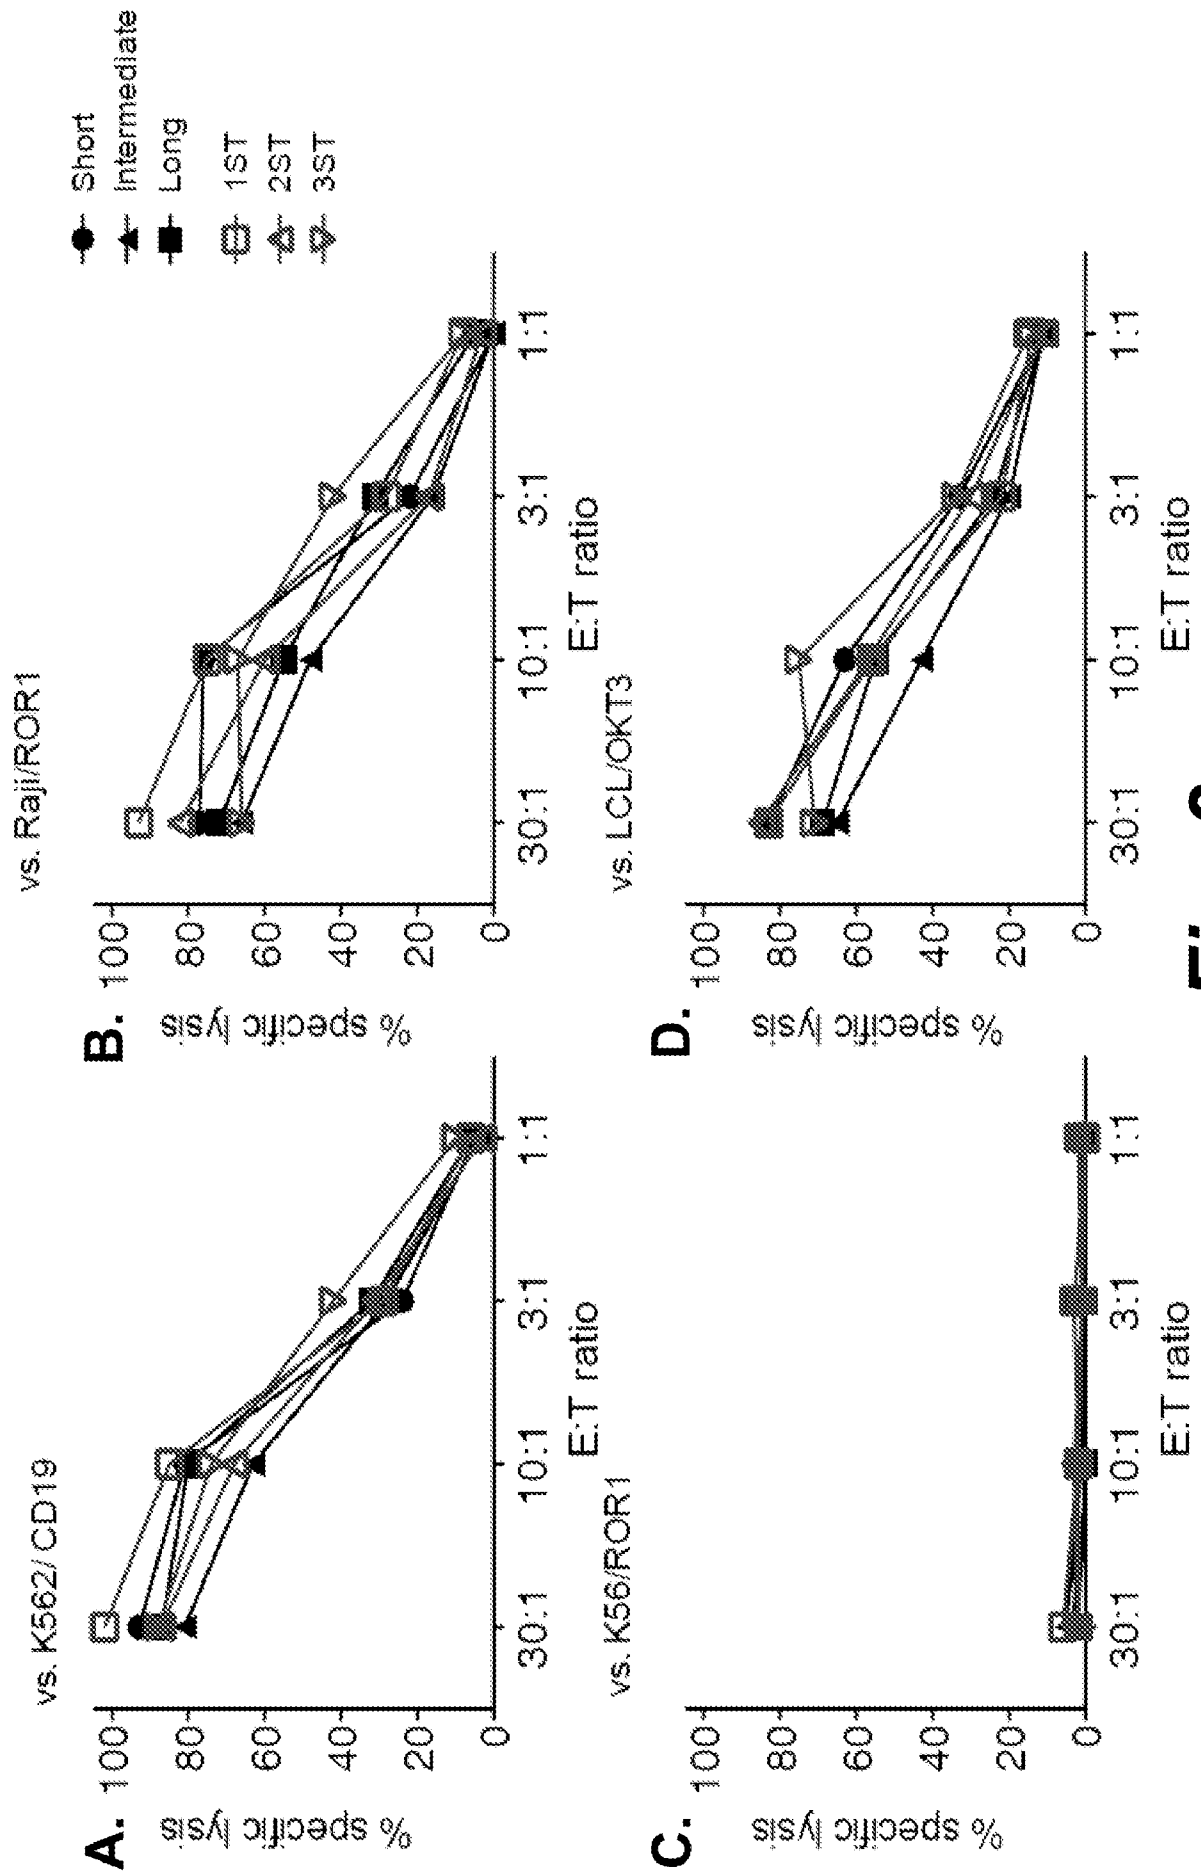 A.
vs. K562/ CD19
% specific lysis
100
80
60
40
20
0
30:1
10:1
3:1
1:1
E:T ratio
B.
vs. Raji/ROR1
% specific lysis
100
80
60
40
20
0
30:1
10:1
3:1
1:1
E:T ratio
Short
Intermediate
Long
1ST
2ST
3ST
C.
vs. K56/ROR1
% specific lysis
100
80
60
40
20
0
30:1
10:1
3:1
1:1
E:T ratio
D.
vs. LCL/OKT3
% specific lysis
100
80
60
40
20
0
30:1
10:1
3:1
1:1
E:T ratio